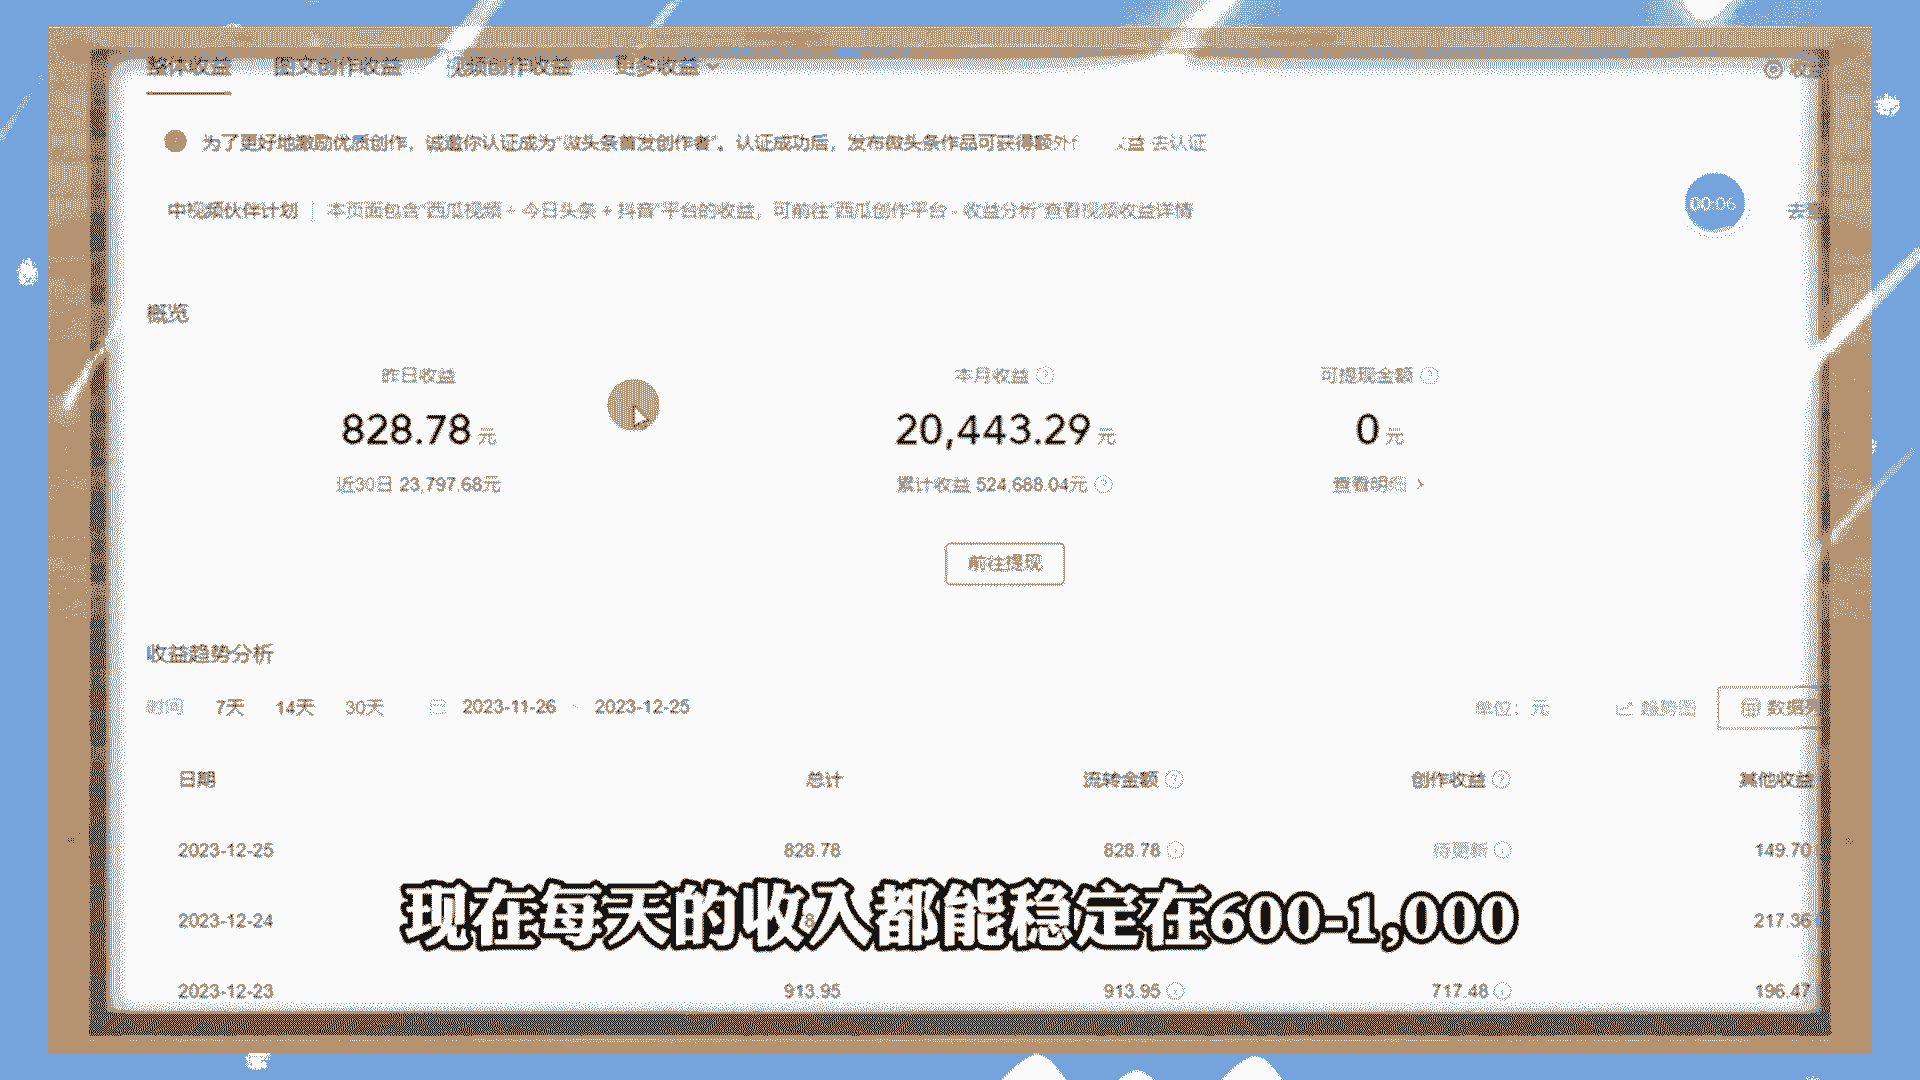 整体收益 图文创作收益 视频创作收益 更多收益 收益
为了更好地激励优质创作，诚邀你认证成为“微头条首发创作者”。认证成功后，发布微头条作品可获得额外 益 去认证
中视频伙伴计划 | 本页面包含“西瓜视频 + 今日头条 + 抖音”平台的收益，可前往“西瓜创作平台 - 收益分析”查看视频收益详情
00:06
去
概览
昨日收益 本月收益 可提现金额
828.78 元 20,443.29 元 0 元
近30日 23,797.68元 累计收益 524,688.04元 查看明细 >
前往提现
收益趋势分析
时间 7天 14天 30天 2023-11-26 - 2023-12-25 单位：元 趋势图 数据列
日期 总计 流转金额 创作收益 其他收益
2023-12-25 828.78 828.78 待更新 149.70
2023-12-24 217.36
现在每天的收入都能稳定在600-1,000
2023-12-23 913.95 913.95 717.48 196.47